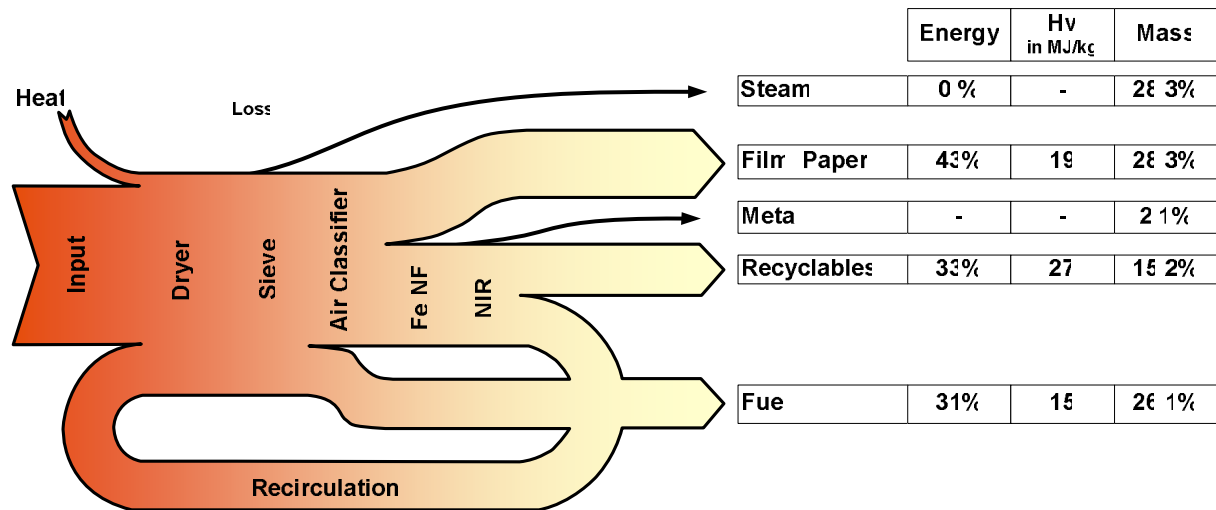 Energy Hv Mass
in MJ/kg
Steam 0 % - 28 3%
Heat
Loss
Film Paper 43% 19 28 3%
Meta - - 2 1%
Recyclables 33% 27 15 2%
Input
Dryer
Sieve
Air Classifier
Fe NF
NIR
Fue 31% 15 26 1%
Recirculation